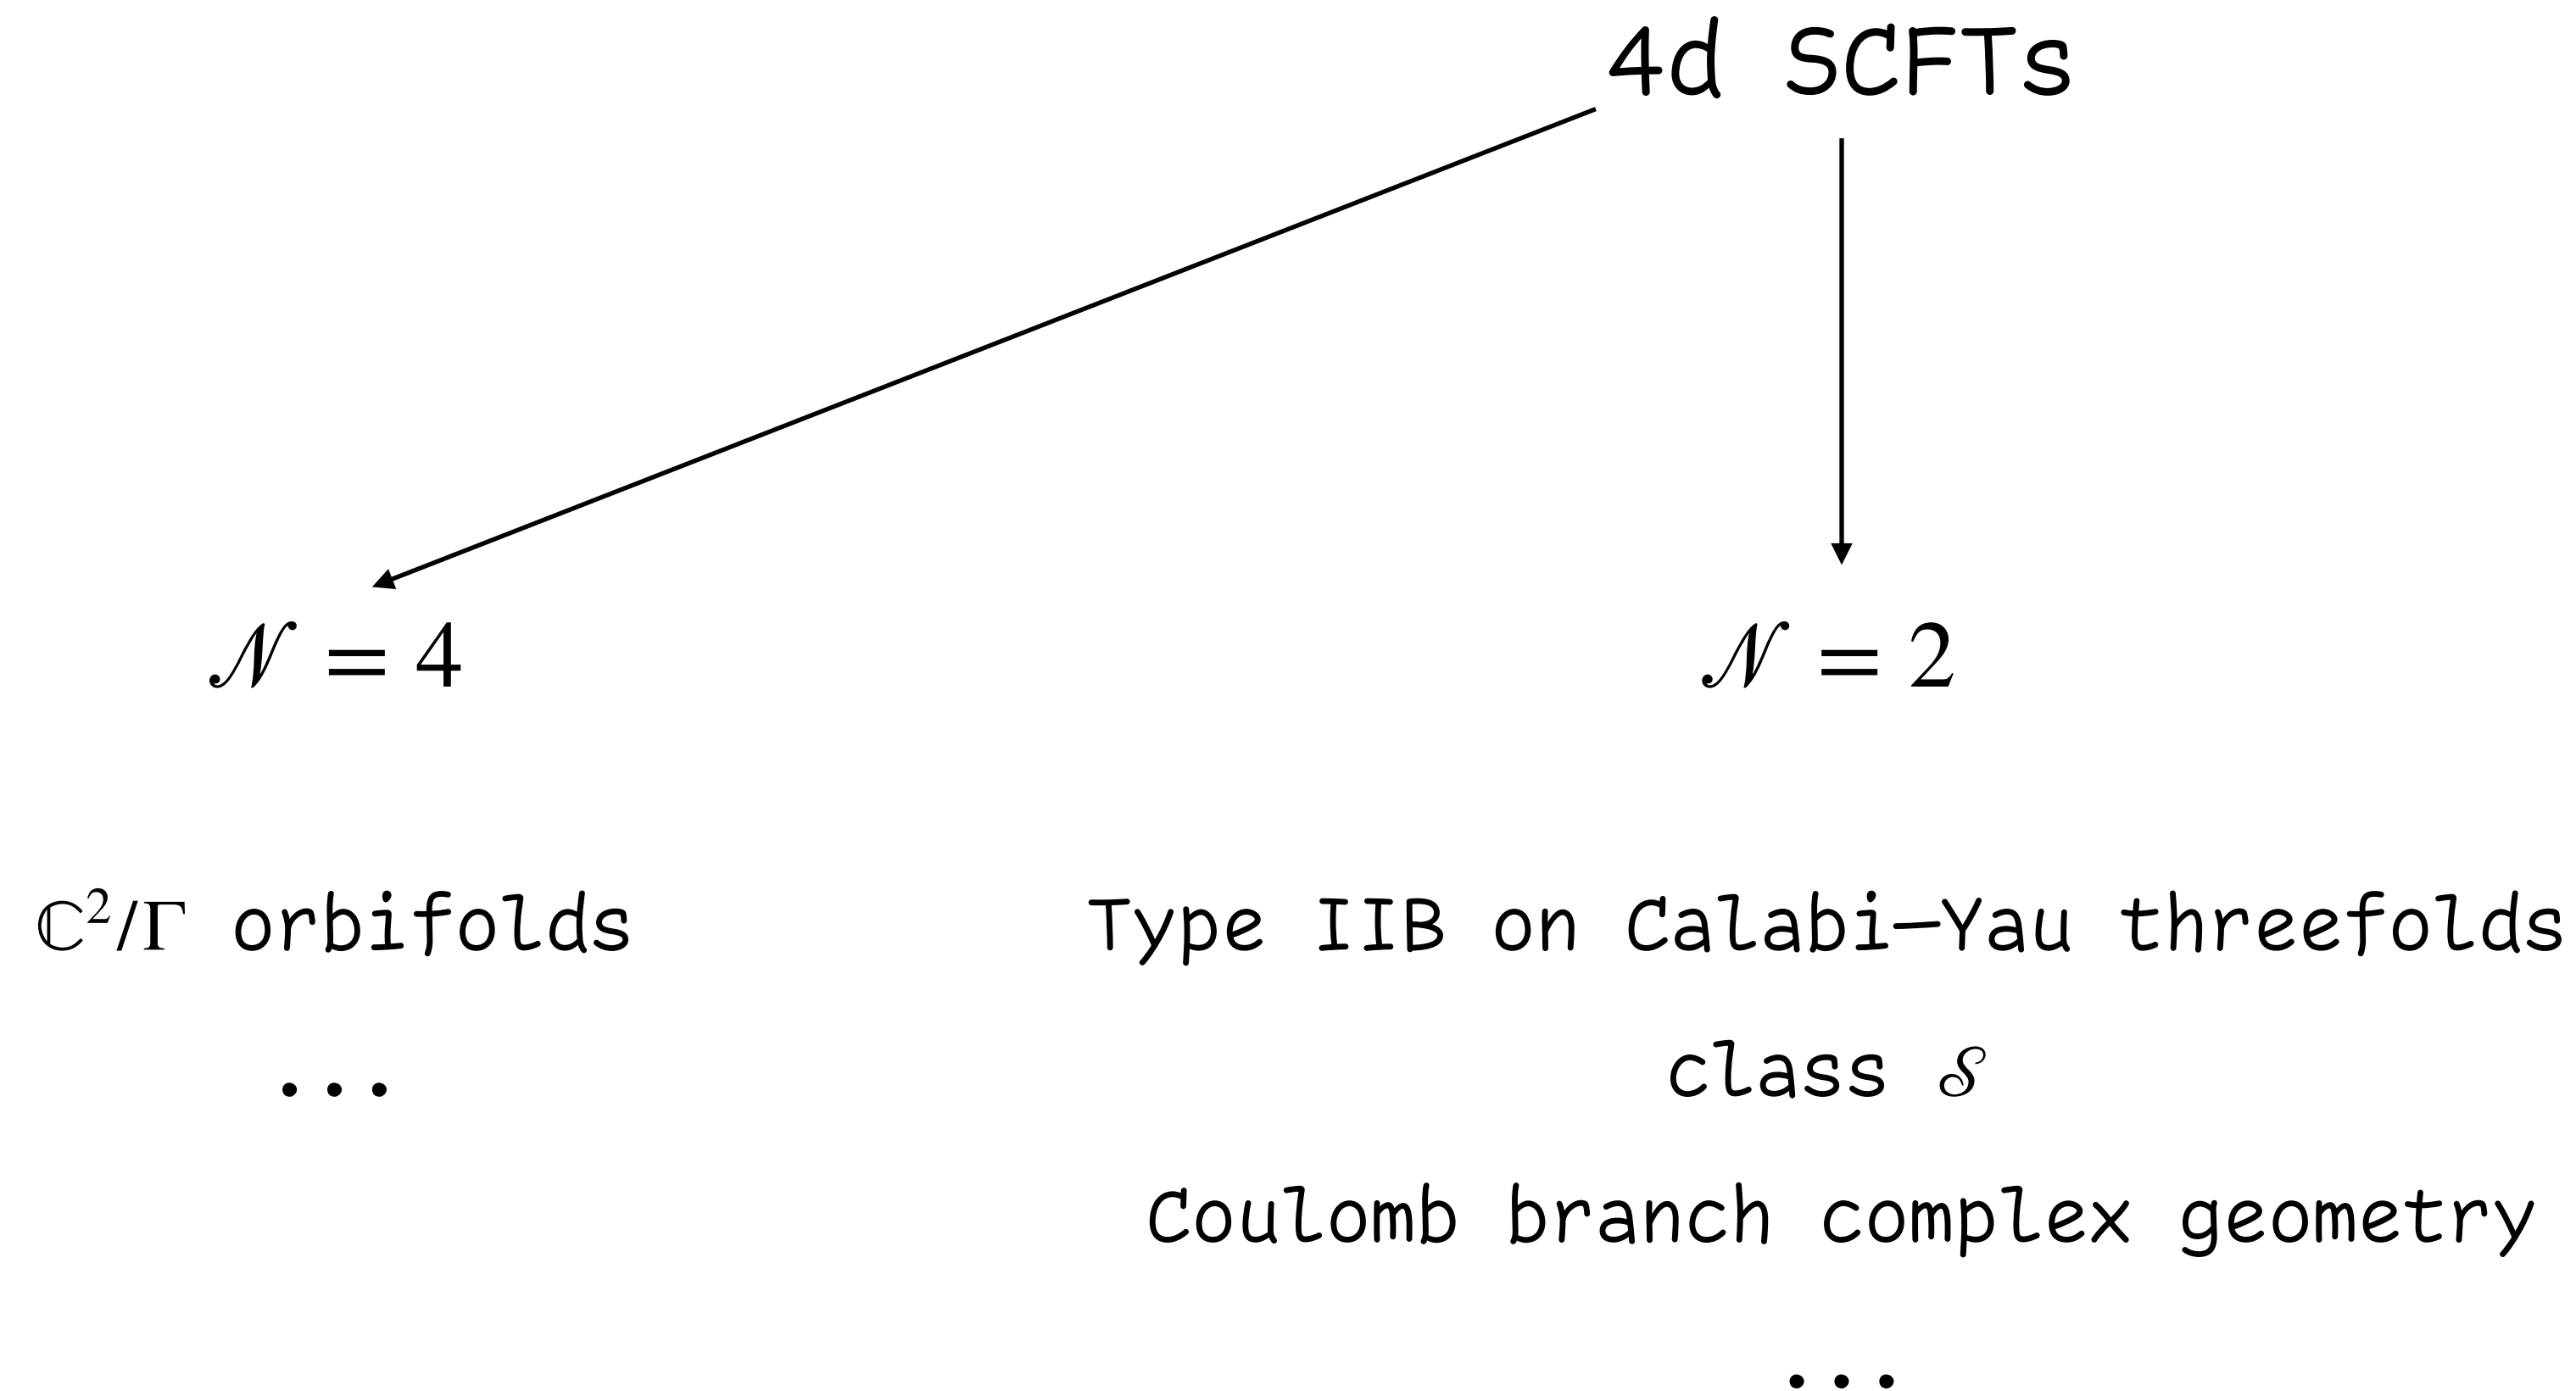 4d SCFTs
𝒩 = 4
𝒩 = 2
ℂ²/Γ orbifolds
Type IIB on Calabi-Yau threefolds
...
class 𝒮
Coulomb branch complex geometry
...